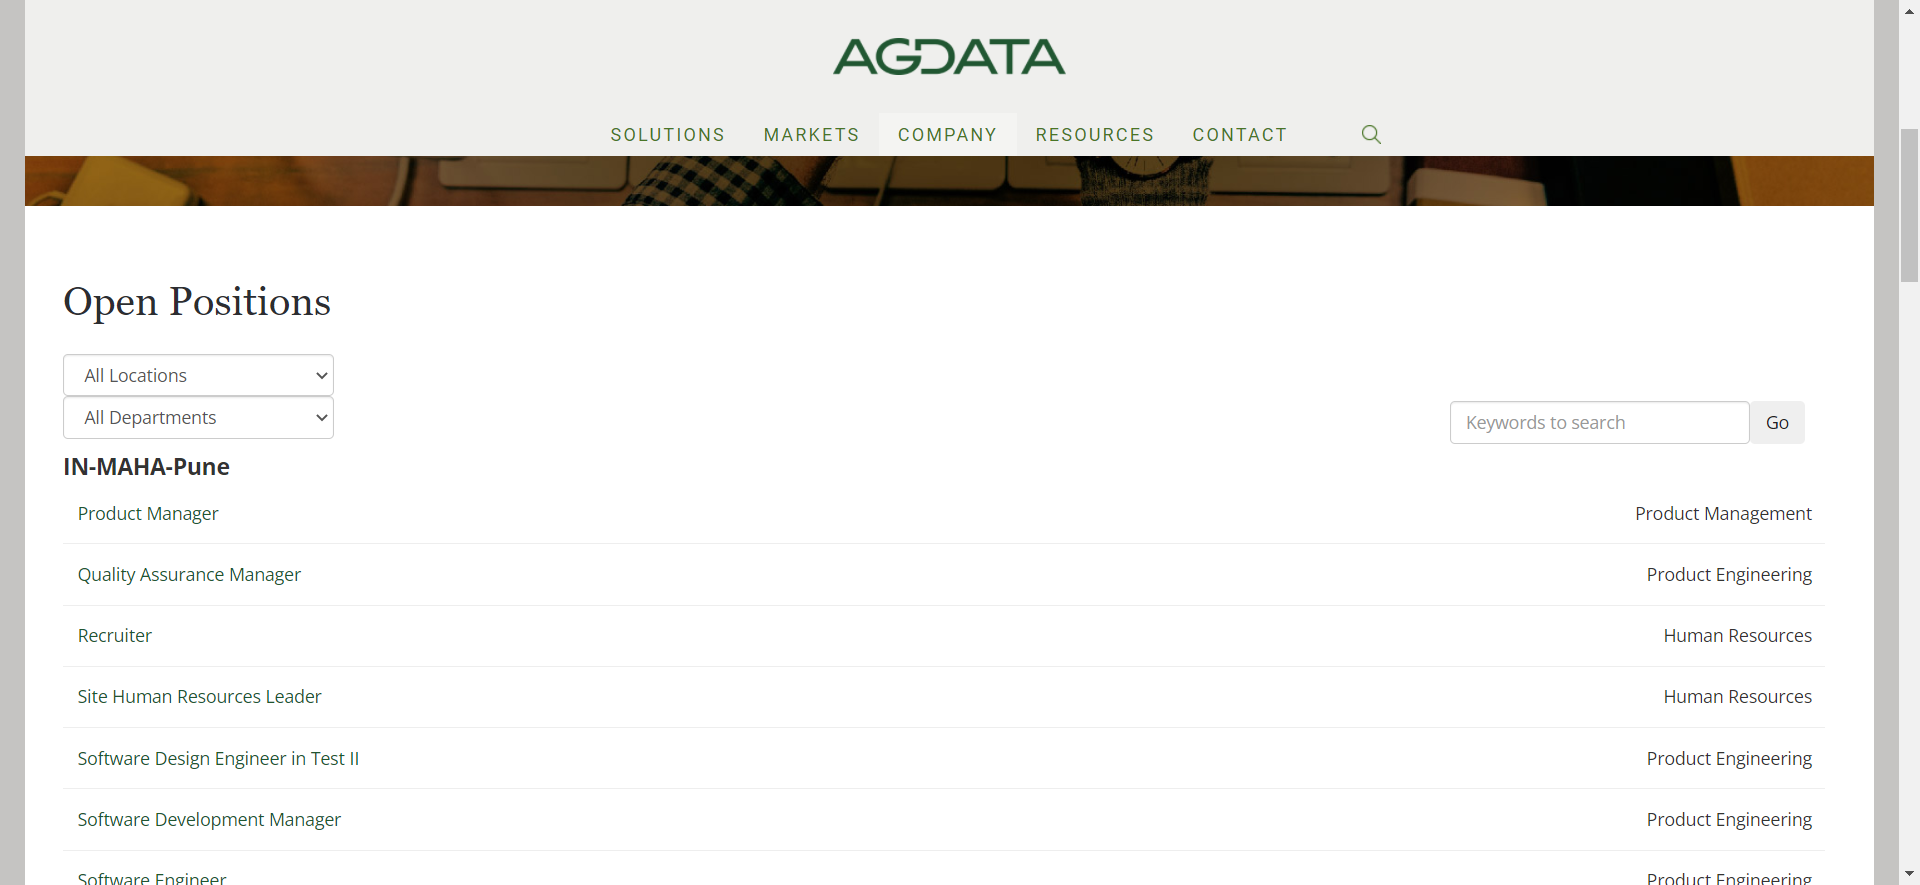 AGDATA
SOLUTIONS MARKETS COMPANY RESOURCES CONTACT
Open Positions
All Locations
All Departments
Keywords to search Go
IN-MAHA-Pune
Product Manager Product Management
Quality Assurance Manager Product Engineering
Recruiter Human Resources
Site Human Resources Leader Human Resources
Software Design Engineer in Test II Product Engineering
Software Development Manager Product Engineering
Software Engineer Product Engineering